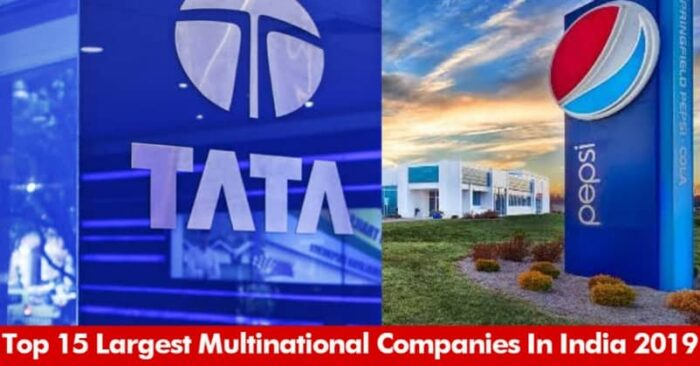 TATA
pepsi
SPRINGFIELD PEPSI COLA
Top 15 Largest Multinational Companies In India 2019